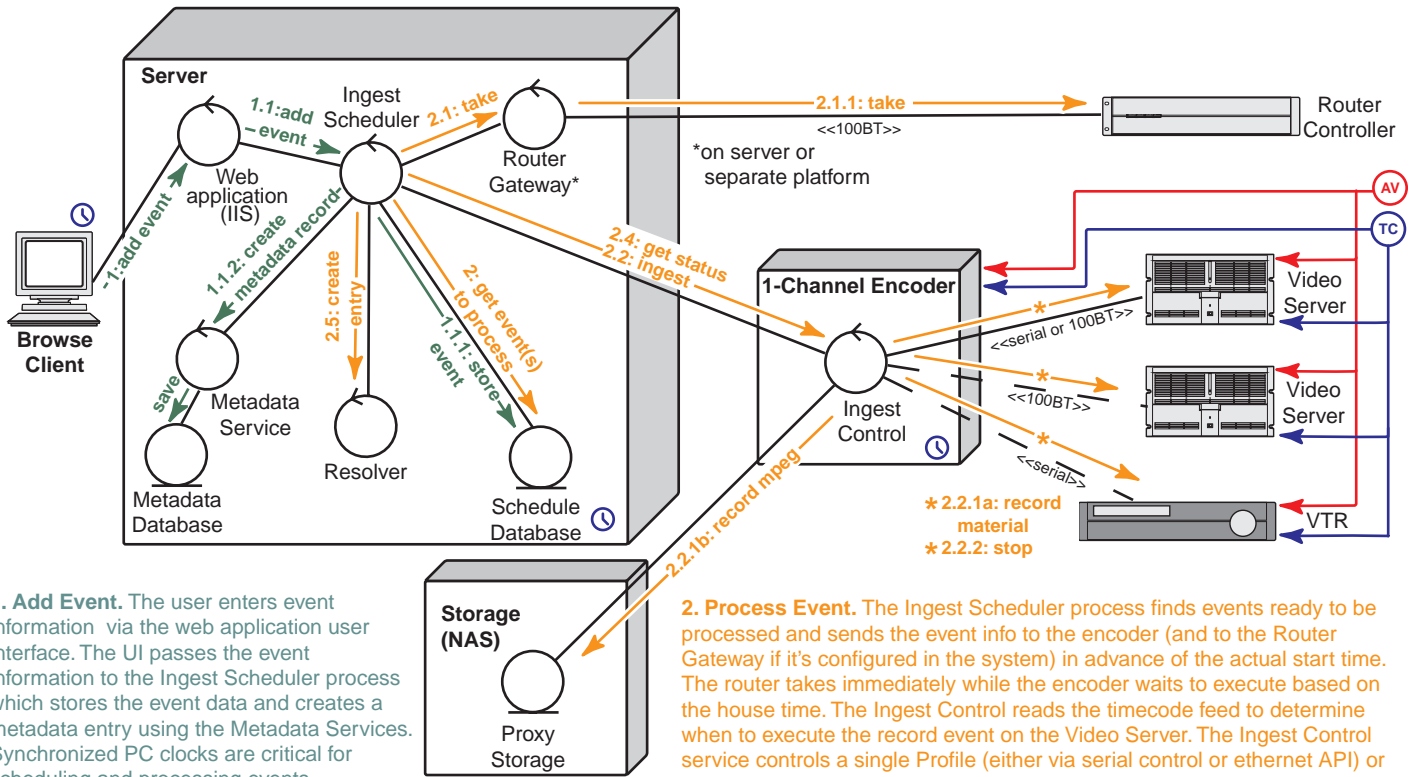 Server
1.1:add
event
Ingest
Scheduler
2.1: take
2.1.1: take
<<100BT>>
Router
Controller
Router
Gateway*
*on server or
separate platform
Web
application
(IIS)
1:add event
Browse
Client
1.1.2: create
metadata record
2.5: create
entry
2: get event(s)
to process
1.1.1: store
event
2.4: get status
2.2: ingest
save
Metadada
Service
Metadata
Database
Resolver
Schedule
Database
AV
TC
1-Channel Encoder
Ingest
Control
*
<<serial or 100BT>>
Video
Server
*
<<100BT>>
Video
Server
*
<<serial>>
VTR
* 2.2.1a: record
material
* 2.2.2: stop
2.2.1b: record mpeg
Storage
(NAS)
Proxy
Storage
. Add Event. The user enters event
nformation via the web application user
nterface. The UI passes the event
nformation to the Ingest Scheduler process
which stores the event data and creates a
metadata entry using the Metadata Services.
Synchronized PC clocks are critical for
cheduling and processing events
2. Process Event. The Ingest Scheduler process finds events ready to be
processed and sends the event info to the encoder (and to the Router
Gateway if it's configured in the system) in advance of the actual start time.
The router takes immediately while the encoder waits to execute based on
the house time. The Ingest Control reads the timecode feed to determine
when to execute the record event on the Video Server. The Ingest Control
service controls a single Profile (either via serial control or ethernet API) or